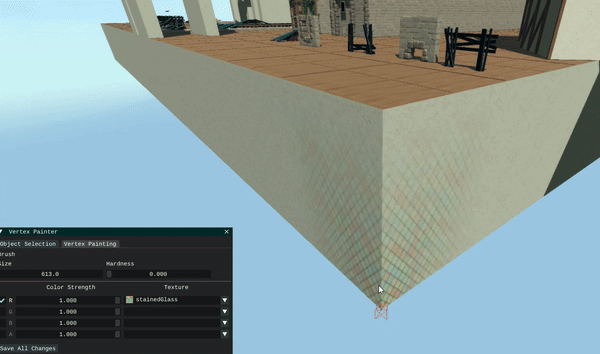 Vertex Painter
Object Selection Vertex Painting
Brush
Size Hardness
613.0 0.000
Color Strength Texture
R 1.000 stainedGlass
G 1.000
B 1.000
A 1.000
Save All Changes